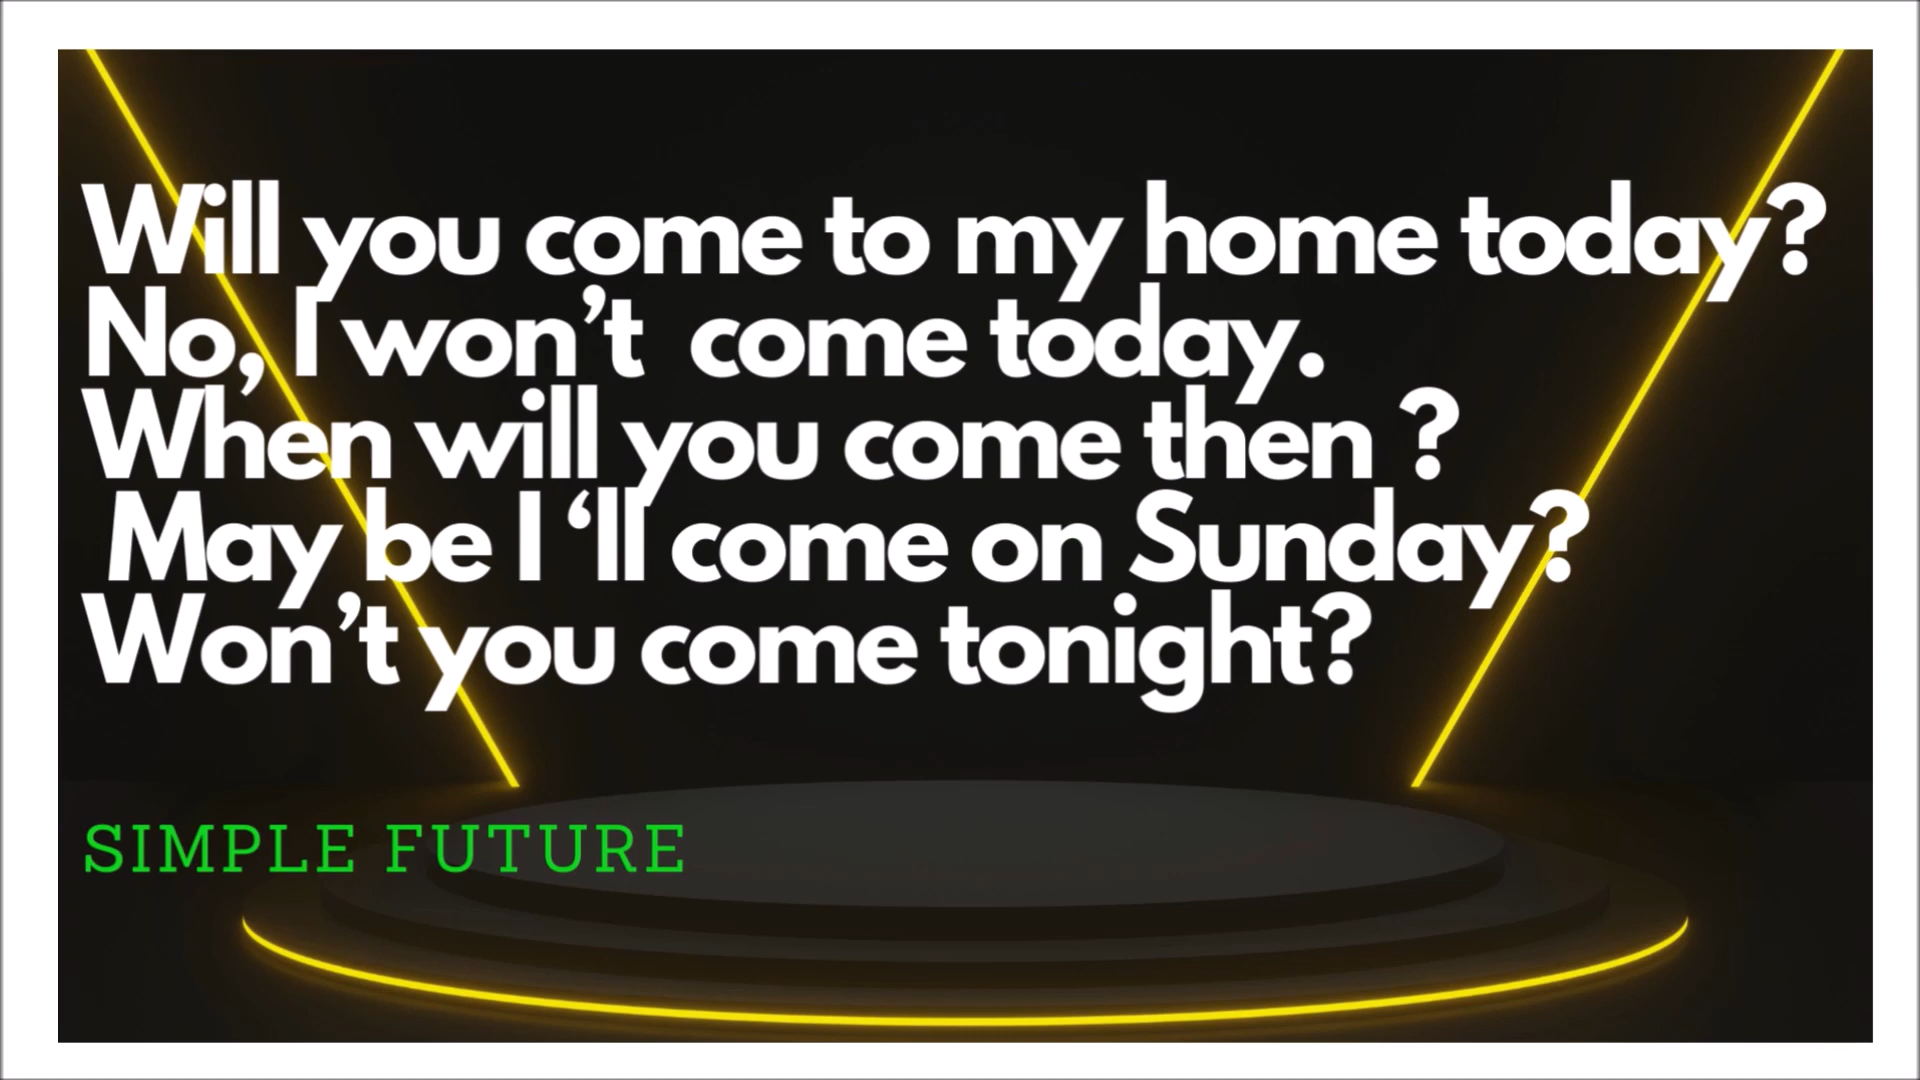 Will you come to my home today?
No, I won’t  come today.
When will you come then ?
May be I ‘ll come on Sunday?
Won’t you come tonight?
SIMPLE FUTURE